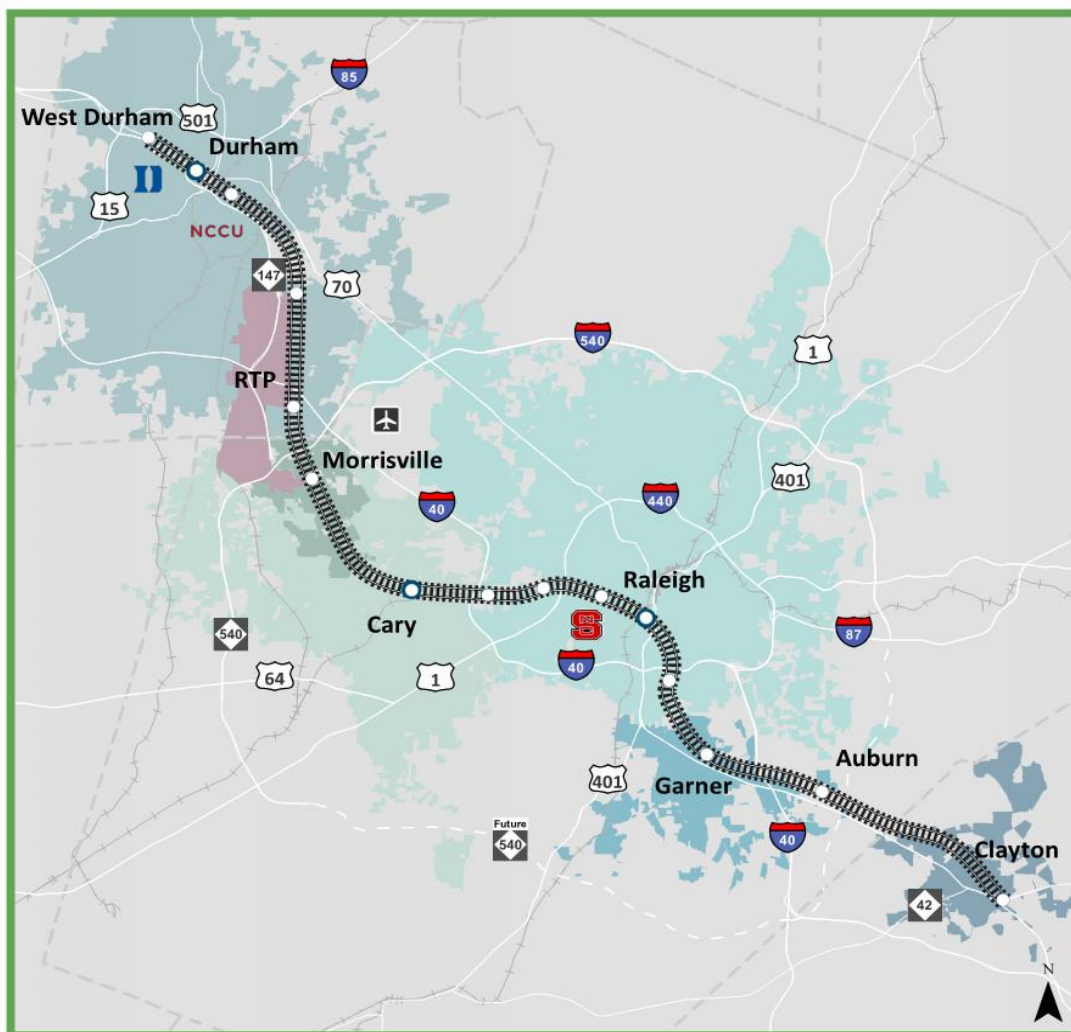 85
West Durham
501
Durham
D
15
NCCU
147
70
540
1
RTP
Morrisville
401
40
440
Raleigh
Cary
S
NC
540
87
40
64
1
Auburn
401
Garner
Future
540
40
Clayton
42
N